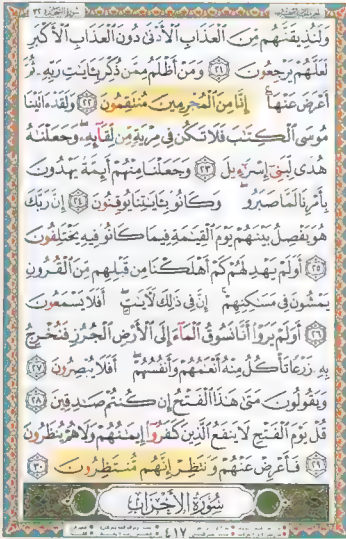 وَلَنُذِيقَنَّهُم مِّنَ ٱلْعَذَابِ ٱلْأَدْنَىٰ دُونَ ٱلْعَذَابِ ٱلْأَكْبَرِ
لَعَلَّهُمْ يَرْجِعُونَ ﴿٢١﴾ وَمَنْ أَظْلَمُ مِمَّن ذُكِّرَ بِـَٔايَـٰتِ رَبِّهِۦ ثُمَّ
أَعْرَضَ عَنْهَآ إِنَّا مِنَ ٱلْمُجْرِمِينَ مُنتَقِمُونَ ﴿٢٢﴾ وَلَقَدْ ءَاتَيْنَا
مُوسَى ٱلْكِتَـٰبَ فَلَا تَكُن فِى مِرْيَةٍ مِّن لِّقَآئِهِۦ وَجَعَلْنَـٰهُ
هُدًى لِّبَنِىٓ إِسْرَٰٓءِيلَ ﴿٢٣﴾ وَجَعَلْنَا مِنْهُمْ أَئِمَّةً يَهْدُونَ
بِأَمْرِنَا لَمَّا صَبَرُوا۟ وَكَانُوا۟ بِـَٔايَـٰتِنَا يُوقِنُونَ ﴿٢٤﴾ إِنَّ رَبَّكَ
هُوَ يَفْصِلُ بَيْنَهُمْ يَوْمَ ٱلْقِيَـٰمَةِ فِيمَا كَانُوا۟ فِيهِ يَخْتَلِفُونَ
﴿٢٥﴾ أَوَلَمْ يَهْدِ لَهُمْ كَمْ أَهْلَكْنَا مِن قَبْلِهِم مِّنَ ٱلْقُرُونِ
يَمْشُونَ فِى مَسَـٰكِنِهِمْ إِنَّ فِى ذَٰلِكَ لَـَٔايَـٰتٍ أَفَلَا يَسْمَعُونَ
﴿٢٦﴾ أَوَلَمْ يَرَوْا۟ أَنَّا نَسُوقُ ٱلْمَآءَ إِلَى ٱلْأَرْضِ ٱلْجُرُزِ فَنُخْرِجُ
بِهِۦ زَرْعًا تَأْكُلُ مِنْهُ أَنْعَـٰمُهُمْ وَأَنفُسُهُمْ أَفَلَا يُبْصِرُونَ ﴿٢٧﴾
وَيَقُولُونَ مَتَىٰ هَـٰذَا ٱلْفَتْحُ إِن كُنتُمْ صَـٰدِقِينَ ﴿٢٨﴾
قُلْ يَوْمَ ٱلْفَتْحِ لَا يَنفَعُ ٱلَّذِينَ كَفَرُوٓا۟ إِيمَـٰنُهُمْ وَلَا هُمْ يُنظَرُونَ
﴿٢٩﴾ فَأَعْرِضْ عَنْهُمْ وَٱنتَظِرْ إِنَّهُم مُّنتَظِرُونَ ﴿٣٠﴾
سُورَةُ الأَحْزَابِ
٤١٧